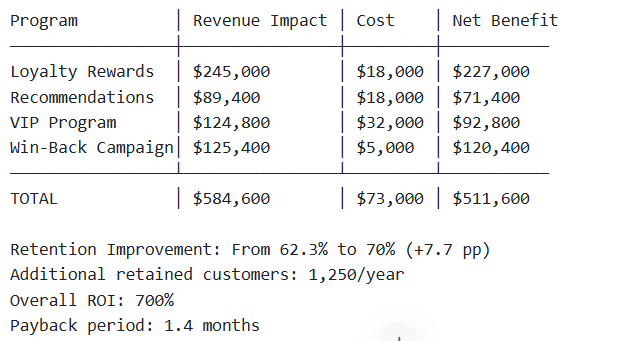 Program | Revenue Impact | Cost | Net Benefit
Loyalty Rewards | $245,000 | $18,000 | $227,000
Recommendations | $89,400 | $18,000 | $71,400
VIP Program | $124,800 | $32,000 | $92,800
Win-Back Campaign | $125,400 | $5,000 | $120,400
TOTAL | $584,600 | $73,000 | $511,600
Retention Improvement: From 62.3% to 70% (+7.7 pp)
Additional retained customers: 1,250/year
Overall ROI: 700%
Payback period: 1.4 months